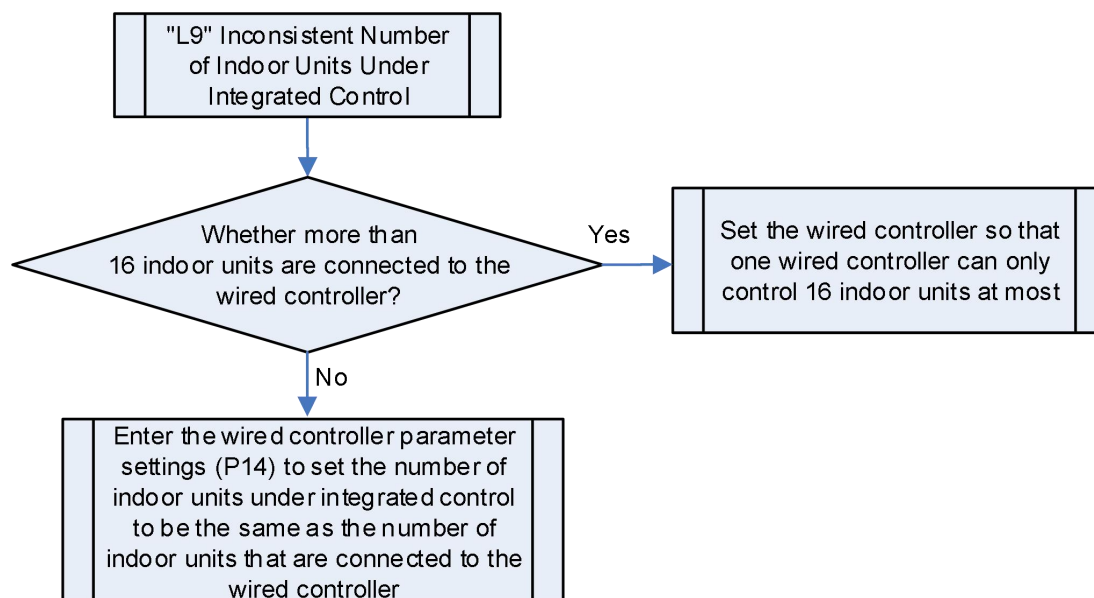 "L9" Inconsistent Number
of Indoor Units Under
Integrated Control
Whether more than
16 indoor units are connected to the
wired controller?
Yes
Set the wired controller so that
one wired controller can only
control 16 indoor units at most
No
Enter the wired controller parameter
settings (P14) to set the number of
indoor units under integrated control
to be the same as the number of
indoor units that are connected to the
wired controller